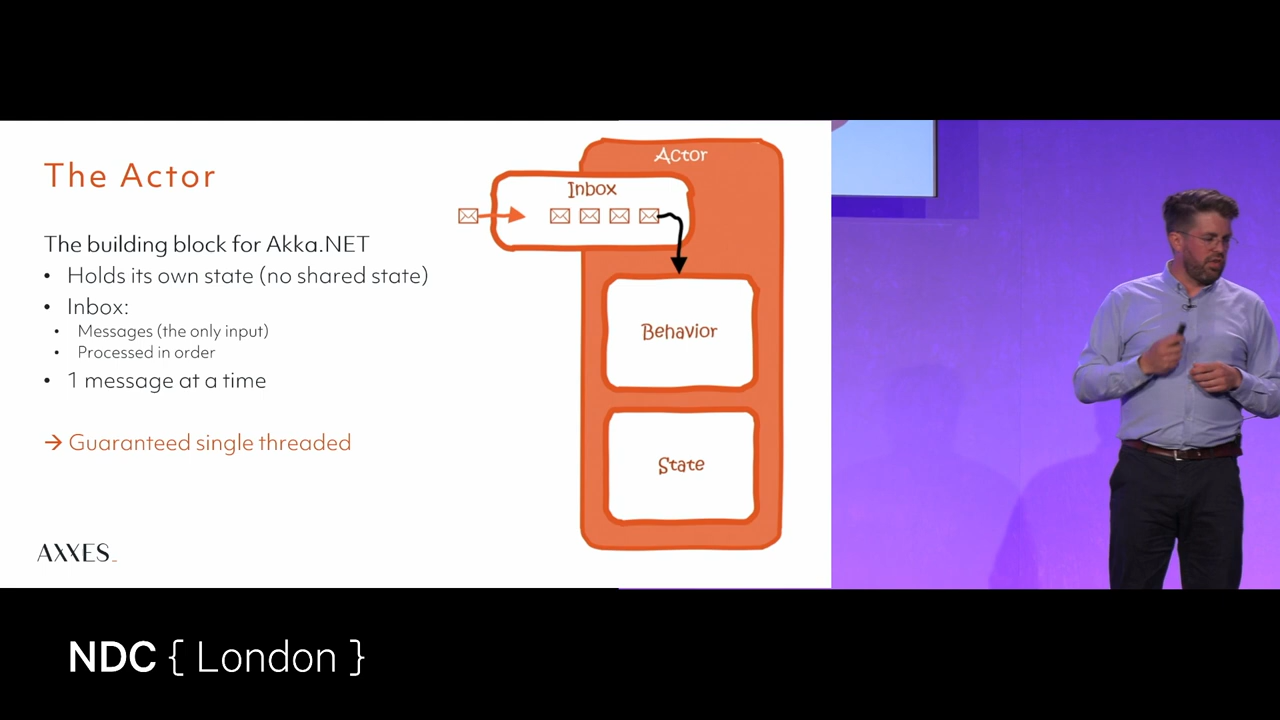 The Actor
The building block for Akka.NET
• Holds its own state (no shared state)
• Inbox:
• Messages (the only input)
• Processed in order
• 1 message at a time
→ Guaranteed single threaded
AXXES_
Actor
Inbox
Behavior
State
NDC { London }